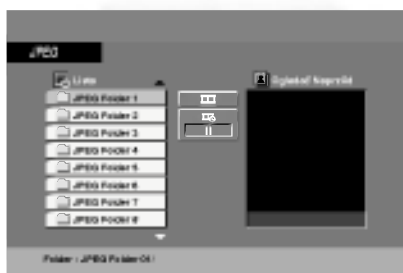 JPEG
Lista
JPEG Folder 1
JPEG Folder 2
JPEG Folder 3
JPEG Folder 4
JPEG Folder 5
JPEG Folder 6
JPEG Folder 7
JPEG Folder 8
Folder : JPEG Folder 01